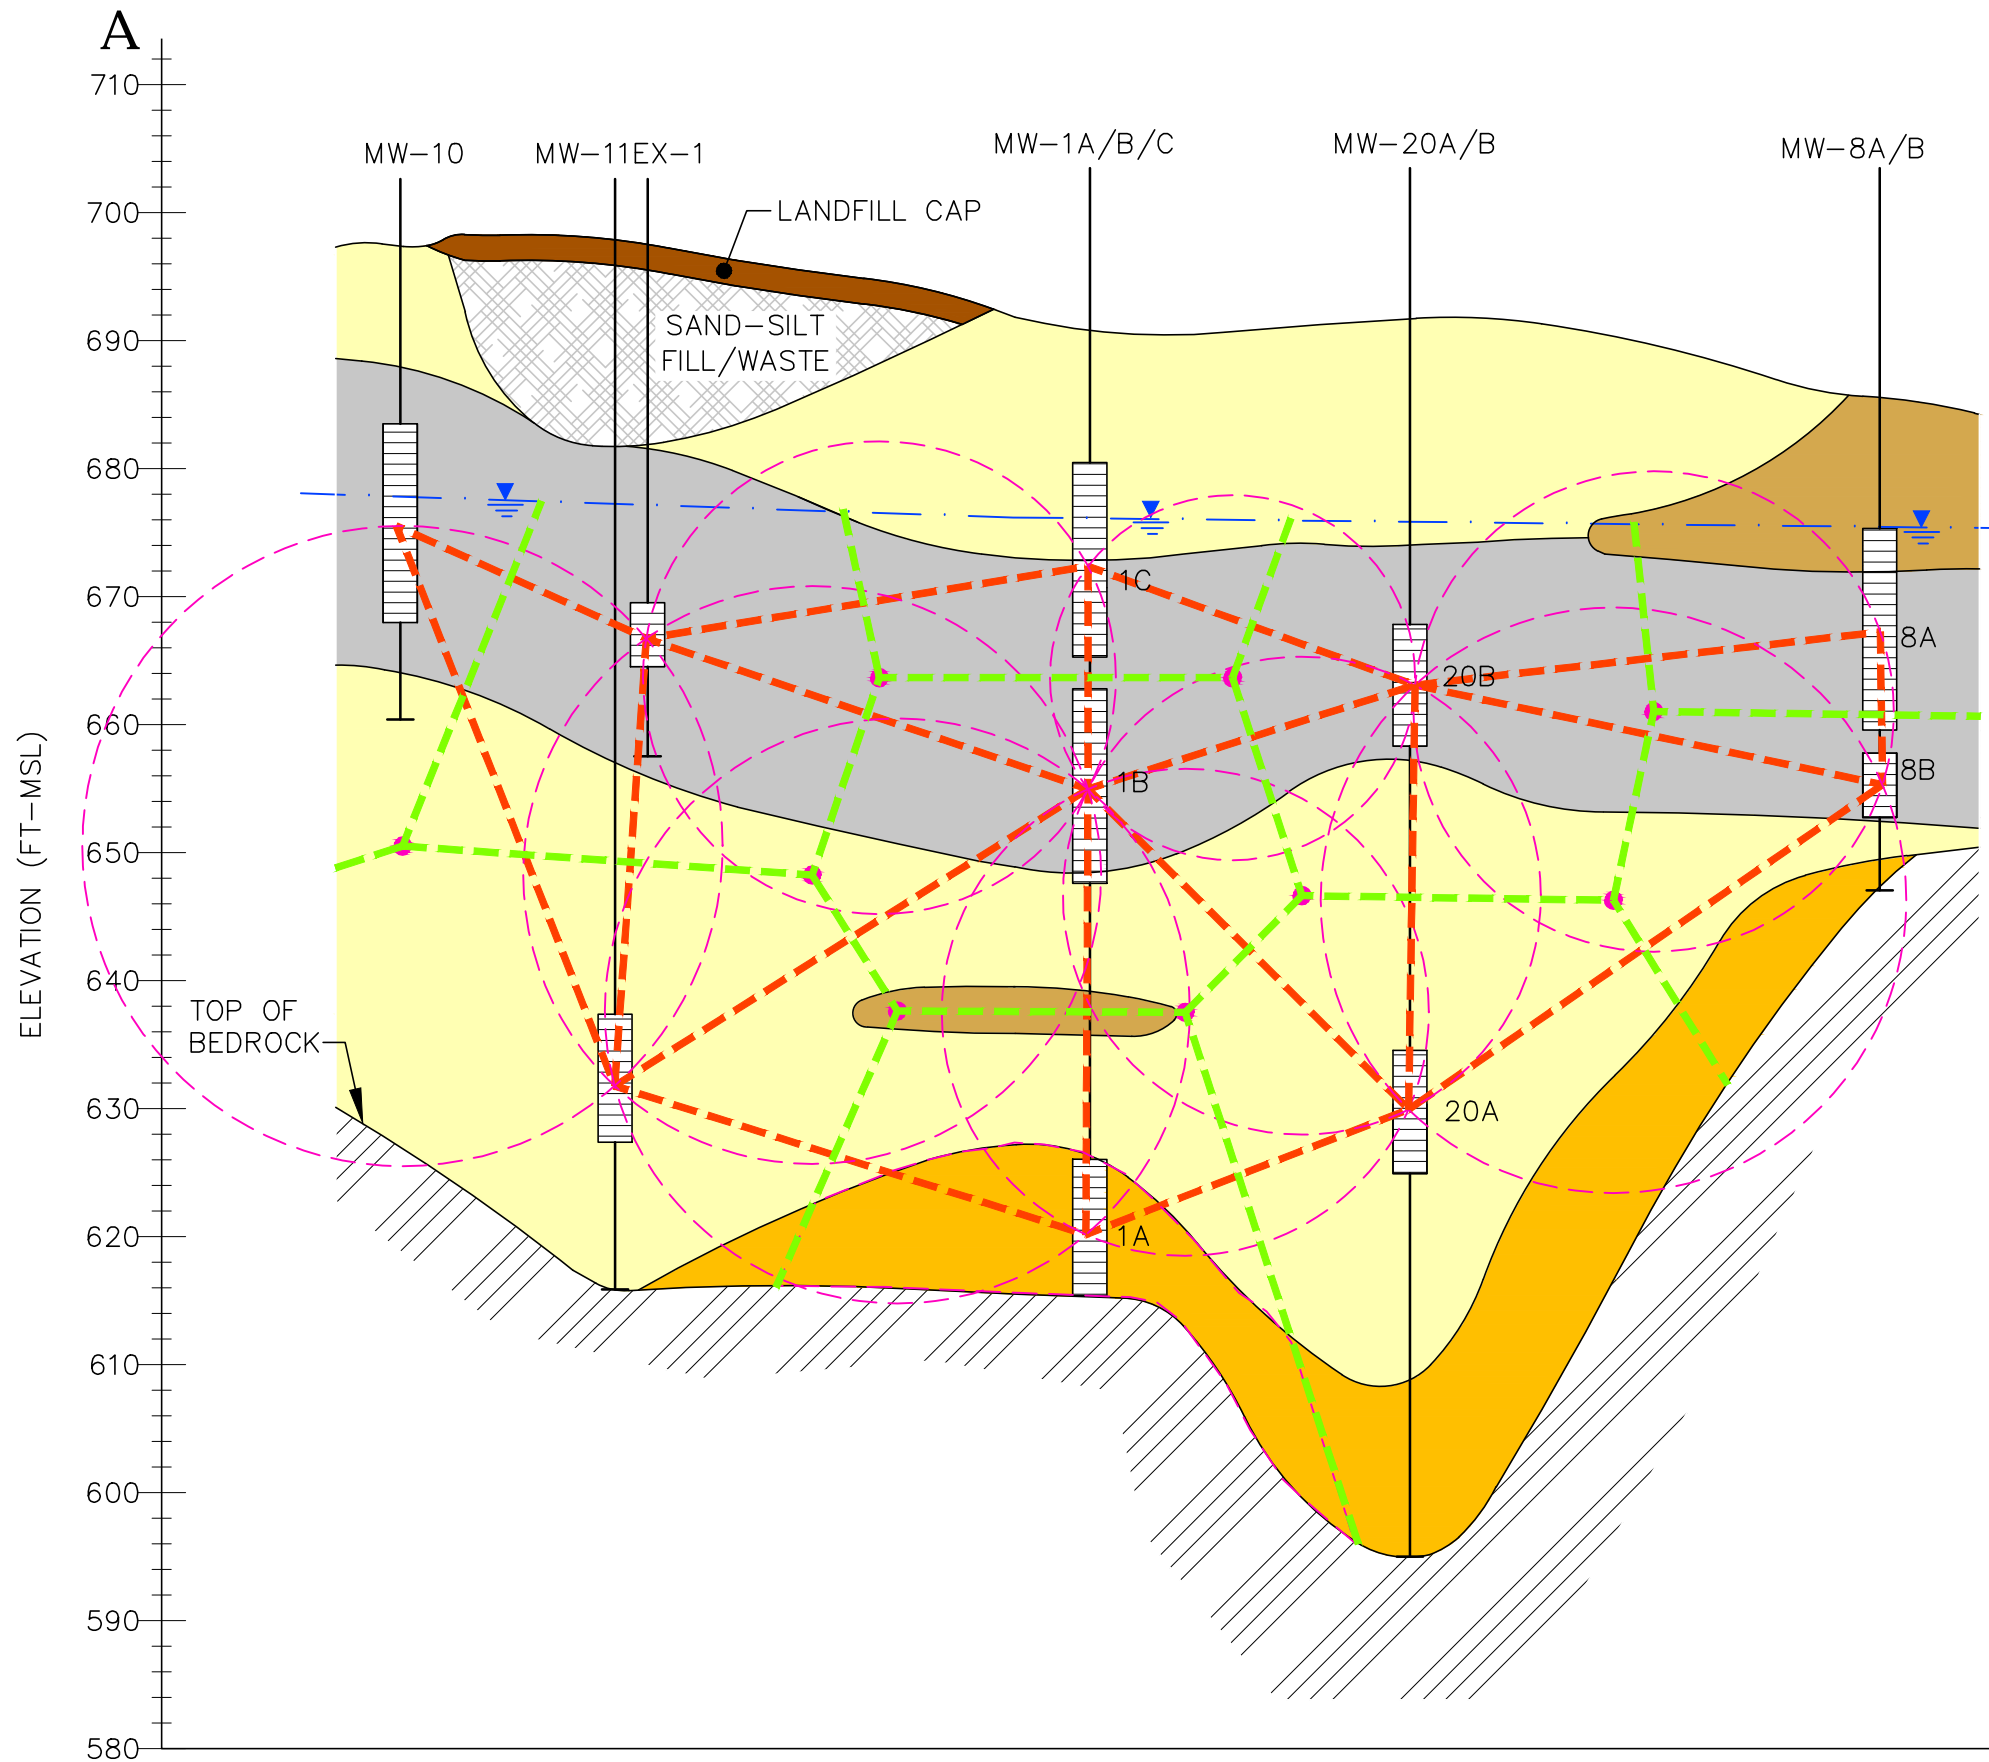 A
710
MW-10
MW-11EX-1
MW-1A/B/C
MW-20A/B
MW-8A/B
700
LANDFILL CAP
690
SAND-SILT
FILL/WASTE
680
670
1C
8A
20B
660
8B
1B
650
ELEVATION (FT-MSL)
640
TOP OF
BEDROCK
630
20A
620
1A
610
600
590
580